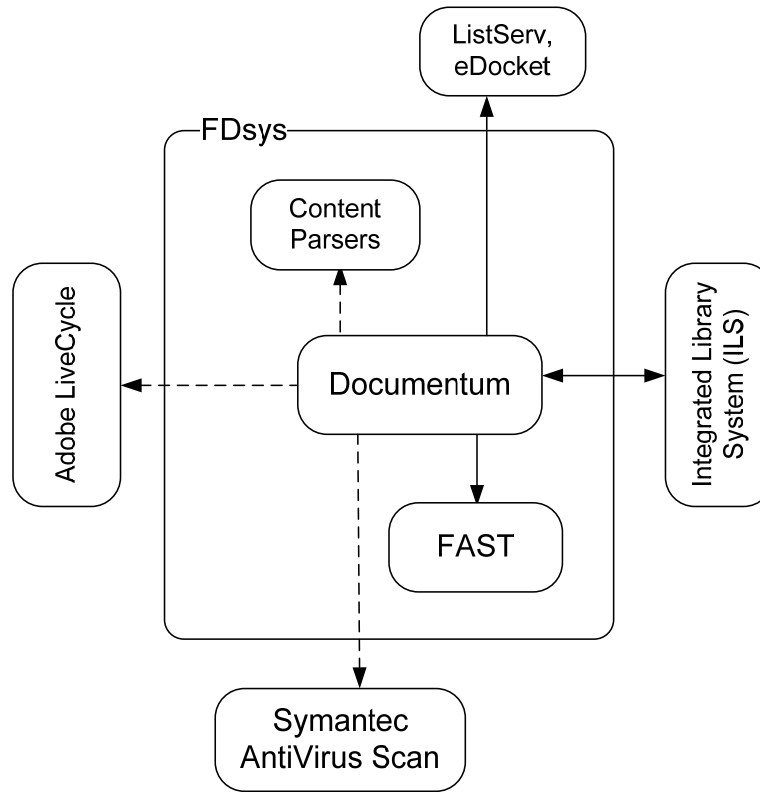 ListServ,
eDocket
FDsys
Content
Parsers
Adobe LiveCycle
Documentum
Integrated Library
System (ILS)
FAST
Symantec
AntiVirus Scan